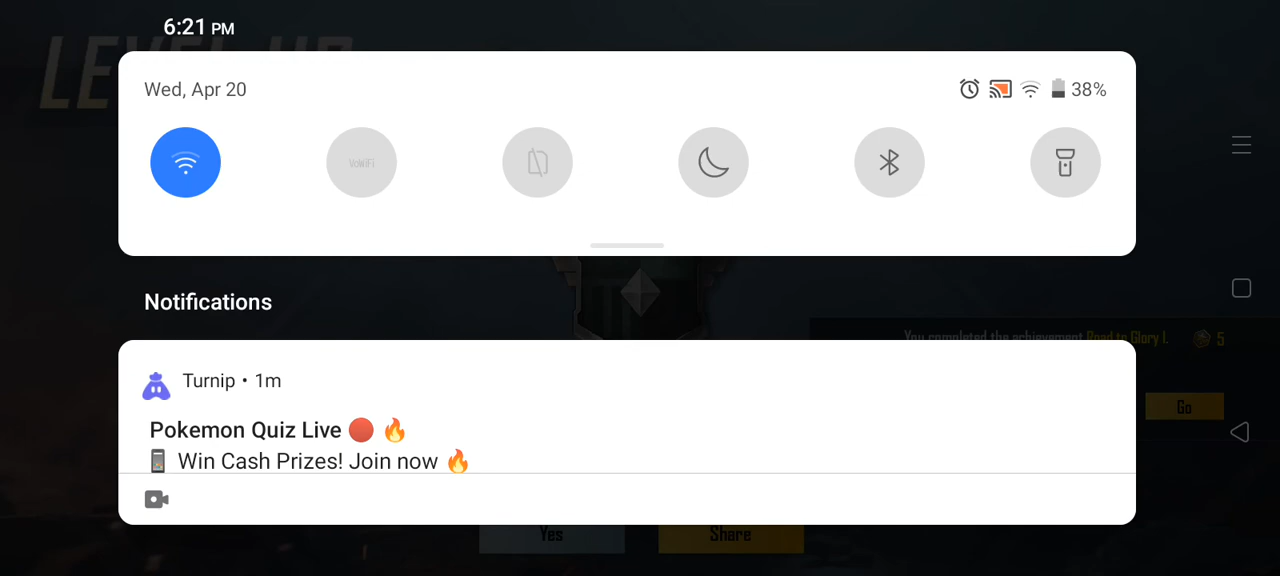 6:21 PM
LEVEL UP
Wed, Apr 20
38%
VoWiFi
Notifications
You completed the achievement Road to Glory I. 5
Turnip • 1m
Go
Pokemon Quiz Live 🔴 🔥
Win Cash Prizes! Join now 🔥
Yes
Share